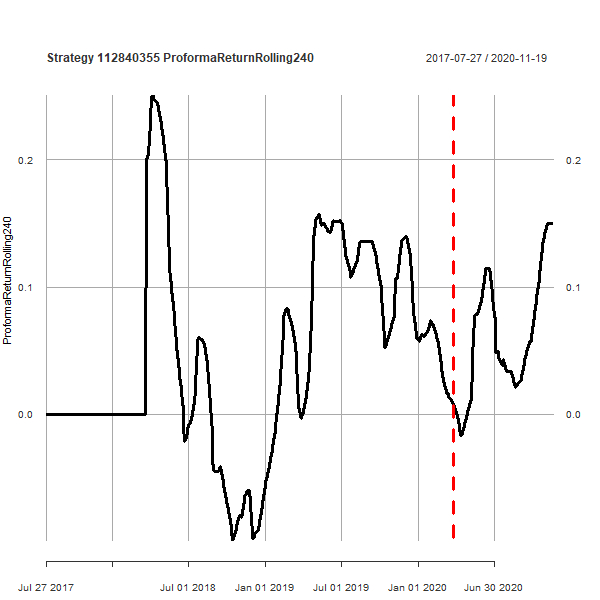 Strategy 112840355 ProformaReturnRolling240
2017-07-27 / 2020-11-19
ProformaReturnRolling240
0.2
0.2
0.1
0.1
0.0
0.0
Jul 27 2017
Jul 01 2018
Jan 01 2019
Jul 01 2019
Jan 01 2020
Jun 30 2020